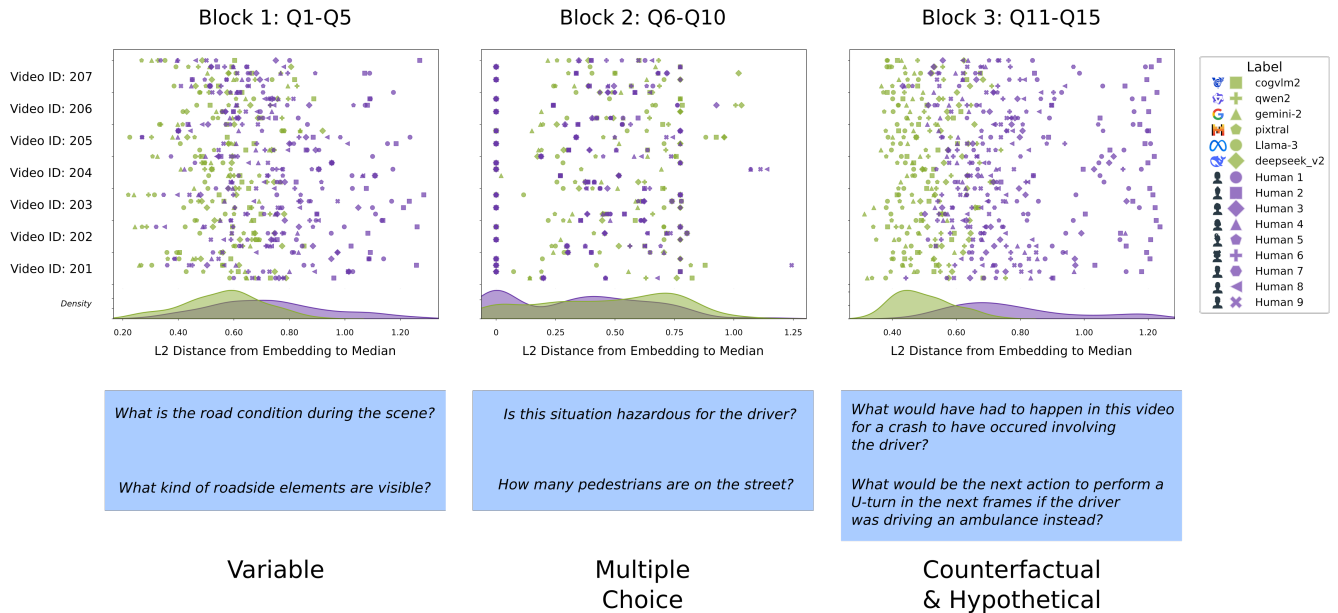 Block 1: Q1-Q5
Block 2: Q6-Q10
Block 3: Q11-Q15
Video ID: 207
Video ID: 206
Video ID: 205
Video ID: 204
Video ID: 203
Video ID: 202
Video ID: 201
Density
0.20 0.40 0.60 0.80 1.00 1.20
L2 Distance from Embedding to Median
0 0.25 0.50 0.75 1.00 1.25
L2 Distance from Embedding to Median
0.40 0.60 0.80 1.00 1.20
L2 Distance from Embedding to Median
Label
cogvlm2
qwen2
gemini-2
pixtral
Llama-3
deepseek_v2
Human 1
Human 2
Human 3
Human 4
Human 5
Human 6
Human 7
Human 8
Human 9
What is the road condition during the scene?
What kind of roadside elements are visible?
Is this situation hazardous for the driver?
How many pedestrians are on the street?
What would have had to happen in this video
for a crash to have occured involving
the driver?
What would be the next action to perform a
U-turn in the next frames if the driver
was driving an ambulance instead?
Variable
Multiple
Choice
Counterfactual
& Hypothetical